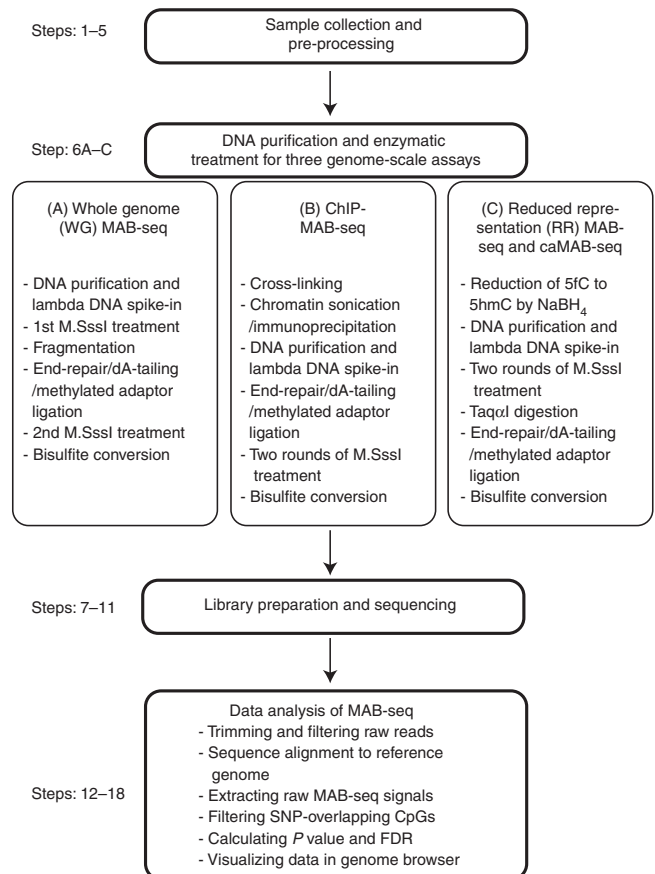 Steps: 1–5
Sample collection and
pre-processing
Step: 6A–C
DNA purification and enzymatic
treatment for three genome-scale assays
(A) Whole genome
(WG) MAB-seq
- DNA purification and
lambda DNA spike-in
- 1st M.SssI treatment
- Fragmentation
- End-repair/dA-tailing
/methylated adaptor
ligation
- 2nd M.SssI treatment
- Bisulfite conversion
(B) ChIP-
MAB-seq
- Cross-linking
- Chromatin sonication
/immunoprecipitation
- DNA purification and
lambda DNA spike-in
- End-repair/dA-tailing
/methylated adaptor
ligation
- Two rounds of M.SssI
treatment
- Bisulfite conversion
(C) Reduced repre-
sentation (RR) MAB-
seq and caMAB-seq
- Reduction of 5fC to
5hmC by NaBH4
- DNA purification and
lambda DNA spike-in
- Two rounds of M.SssI
treatment
- TaqαI digestion
- End-repair/dA-tailing
/methylated adaptor
ligation
- Bisulfite conversion
Steps: 7–11
Library preparation and sequencing
Steps: 12–18
Data analysis of MAB-seq
- Trimming and filtering raw reads
- Sequence alignment to reference
genome
- Extracting raw MAB-seq signals
- Filtering SNP-overlapping CpGs
- Calculating P value and FDR
- Visualizing data in genome browser